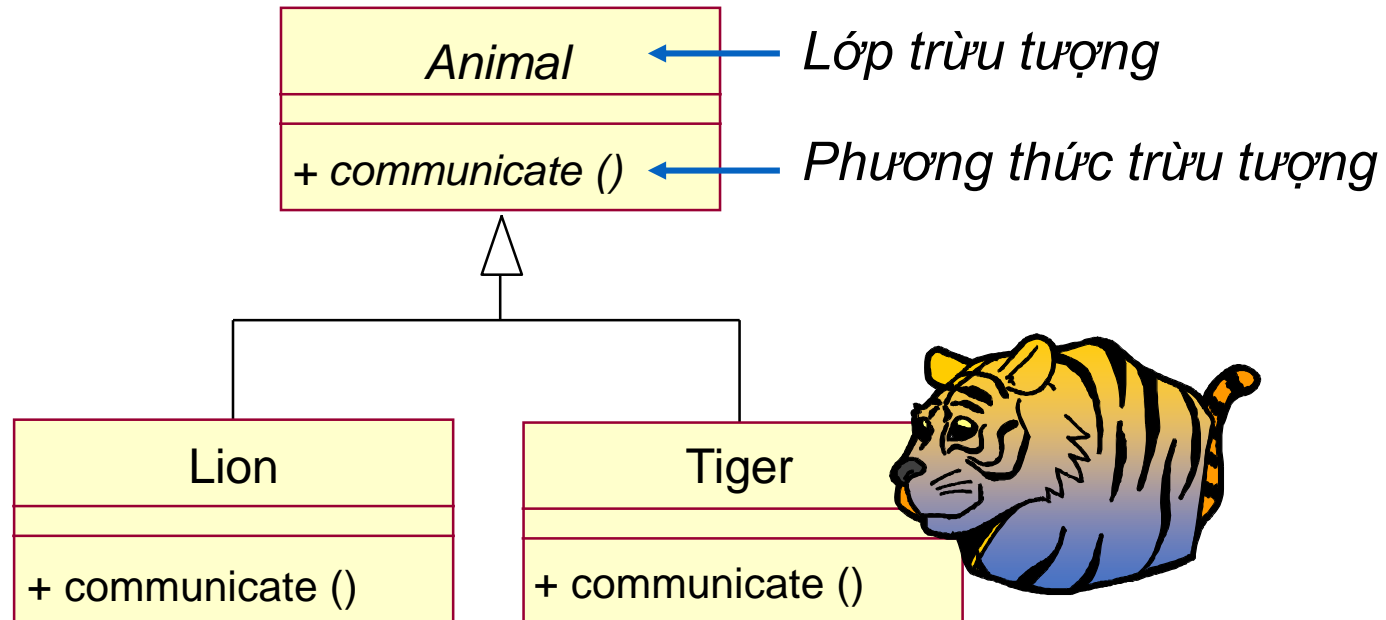 Animal
Lớp trừu tượng
+ communicate ()
Phương thức trừu tượng
Lion
Tiger
+ communicate ()
+ communicate ()